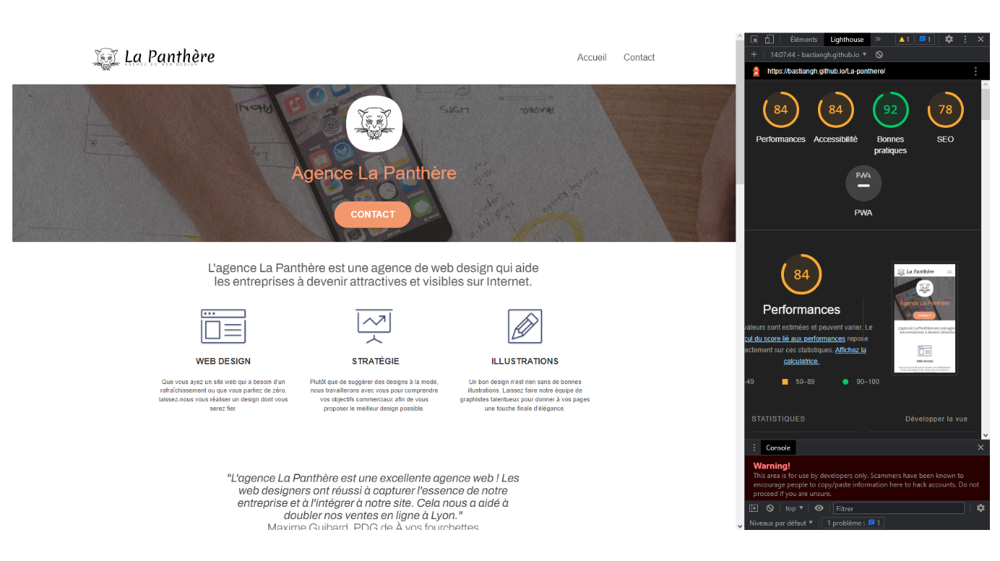 La Panthère
AGENCE DE WEB DESIGN
Accueil Contact
Agence La Panthère
CONTACT
L'agence La Panthère est une agence de web design qui aide
les entreprises à devenir attractives et visibles sur Internet.
WEB DESIGN
Que vous ayez un site web qui a besoin d'un
rafraîchissement ou que vous partiez de zéro,
laissez-nous vous réaliser un design dont vous
serez fier.
STRATÉGIE
Plutôt que de suggérer des designs à la mode,
nous travaillerons avec vous pour comprendre
vos objectifs commerciaux afin de vous
proposer le meilleur design possible.
ILLUSTRATIONS
Un bon design n'est rien sans de bonnes
illustrations. Laissez faire notre équipe de
graphistes talentueux pour donner à vos pages
une touche finale d'élégance.
"L'agence La Panthère est une excellente agence web ! Les
web designers ont réussi à capturer l'essence de notre
entreprise et à l'intégrer à notre site. Cela nous a aidé à
doubler nos ventes en ligne à Lyon."
Maxime Guibard, PDG de À vos fourchettes
Éléments Lighthouse » 1 1
14:07:44 - bastiangh.github.io
https://bastiangh.github.io/La-panthere/
84 84 92 78
Performances Accessibilité Bonnes pratiques SEO
PWA
PWA
84
Performances
valeurs sont estimées et peuvent varier. Le
cul du score lié aux performances repose
ectement sur ces statistiques. Affichez la
calculatrice.
-49 50–89 90–100
La Panthère
Agence La Panthère
CONTACT
L'agence La Panthère est une agen
les entreprises à devenir attractive
WEB DESIGN
STATISTIQUES Développer la vue
Console
Warning!
This area is for use by developers only. Scammers have been known to
encourage people to copy/paste information here to hack accounts. Do not
proceed if you are unsure.
top Filtrer
Niveaux par défaut 1 problème : 1